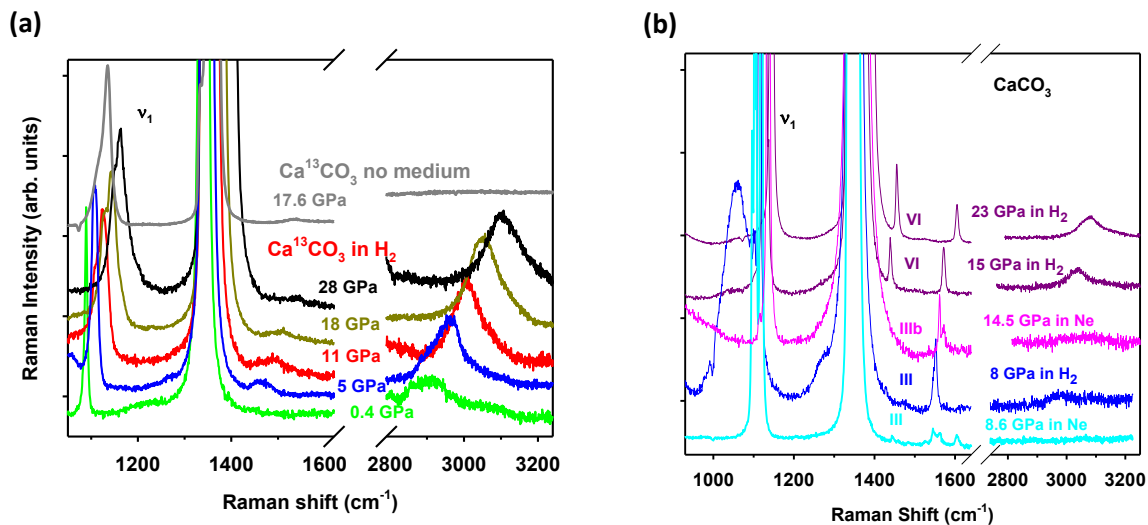 (a)
Raman Intensity (arb. units)
ν₁
Ca¹³CO₃ no medium
17.6 GPa
Ca¹³CO₃ in H₂
28 GPa
18 GPa
11 GPa
5 GPa
0.4 GPa
1200 1400 1600 2800 3000 3200
Raman shift (cm⁻¹)
(b)
CaCO₃
ν₁
VI
23 GPa in H₂
VI
15 GPa in H₂
IIIb
14.5 GPa in Ne
III
8 GPa in H₂
III
8.6 GPa in Ne
1000 1200 1400 1600 2800 3000 3200
Raman Shift (cm⁻¹)